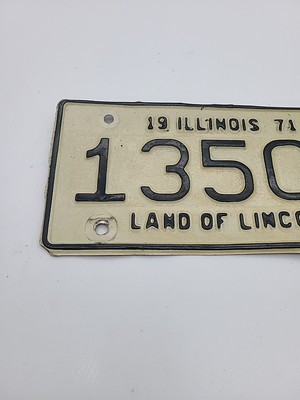 19 ILLINOIS 71
1350
LAND OF LINCO